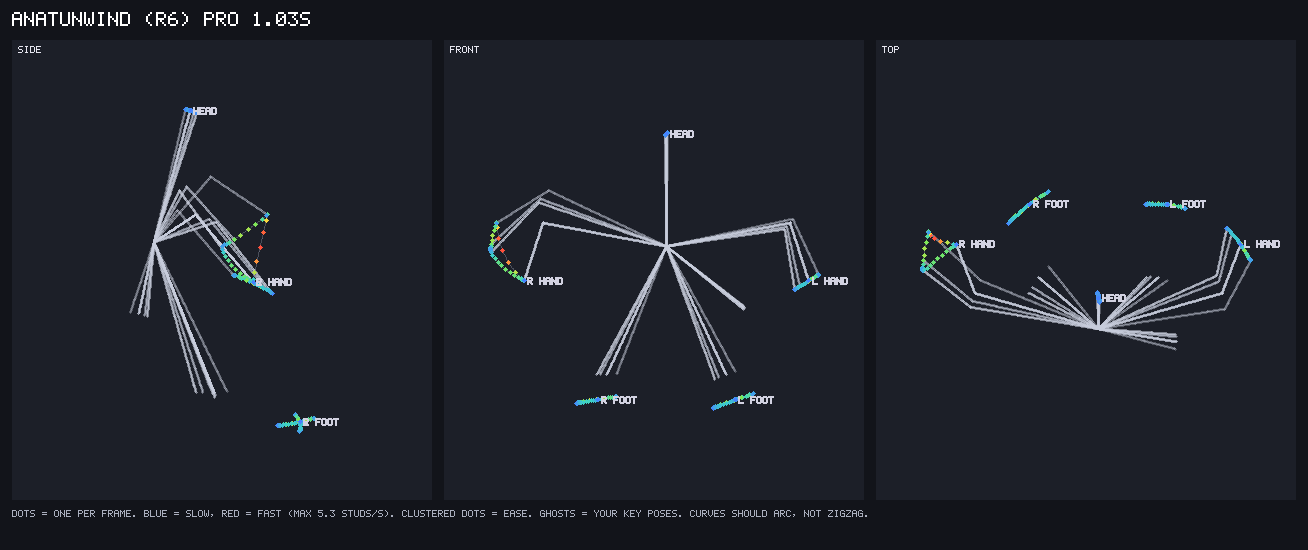 ANATUNWIND (R6) PRO 1.03S
SIDE
FRONT
TOP
HEAD
HAND
FOOT
HEAD
R HAND
L HAND
R FOOT
L FOOT
R FOOT
L FOOT
R HAND
L HAND
HEAD
DOTS = ONE PER FRAME. BLUE = SLOW, RED = FAST (MAX 5.3 STUDS/S). CLUSTERED DOTS = EASE. GHOSTS = YOUR KEY POSES. CURVES SHOULD ARC, NOT ZIGZAG.